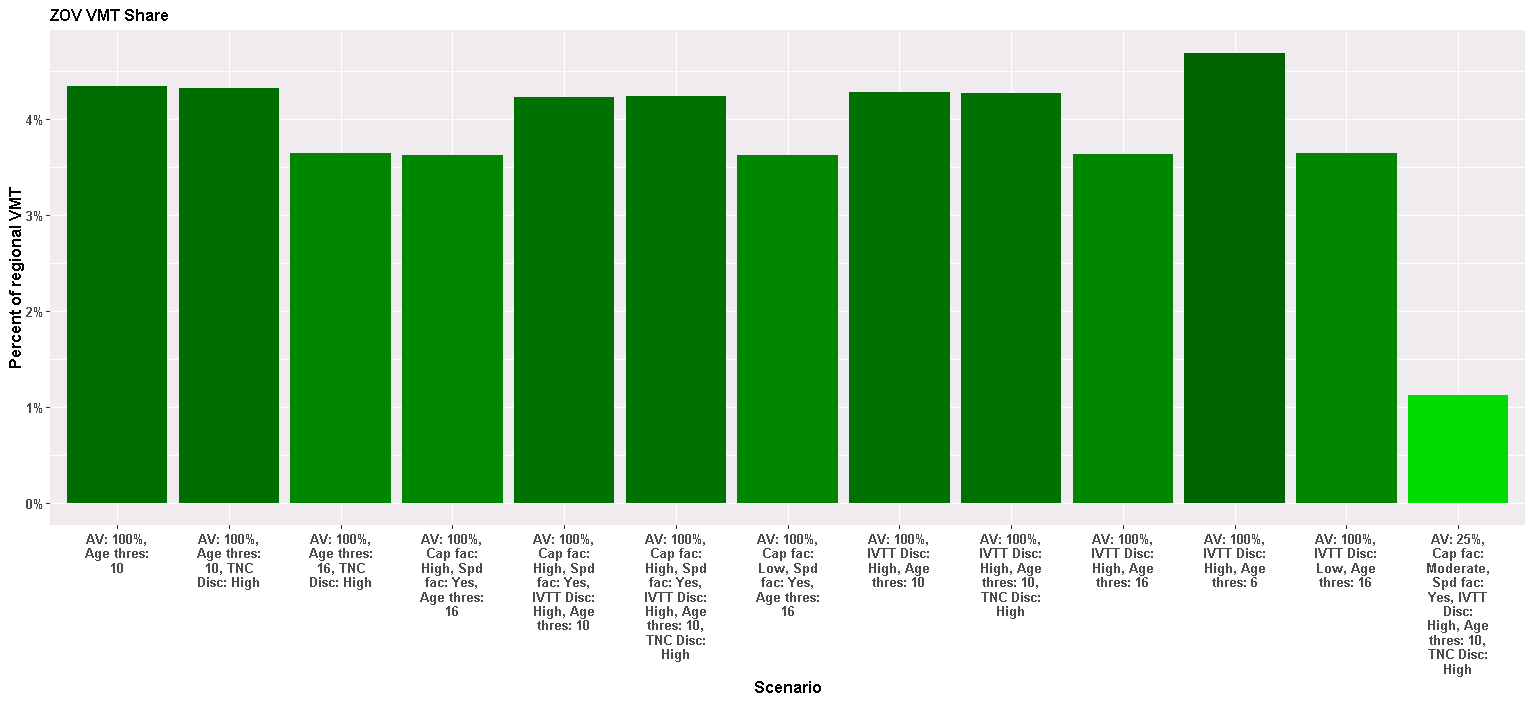 ZOV VMT Share
Percent of regional VMT
4%
3%
2%
1%
0%
AV: 100%,
Age thres:
10
AV: 100%,
Age thres:
10, TNC
Disc: High
AV: 100%,
Age thres:
16, TNC
Disc: High
AV: 100%,
Cap fac:
High, Spd
fac: Yes,
Age thres:
16
AV: 100%,
Cap fac:
High, Spd
fac: Yes,
IVTT Disc:
High, Age
thres: 10
AV: 100%,
Cap fac:
High, Spd
fac: Yes,
IVTT Disc:
High, Age
thres: 10,
TNC Disc:
High
AV: 100%,
Cap fac:
Low, Spd
fac: Yes,
Age thres:
16
AV: 100%,
IVTT Disc:
High, Age
thres: 10
AV: 100%,
IVTT Disc:
High, Age
thres: 10,
TNC Disc:
High
AV: 100%,
IVTT Disc:
High, Age
thres: 16
AV: 100%,
IVTT Disc:
High, Age
thres: 6
AV: 100%,
IVTT Disc:
Low, Age
thres: 16
AV: 25%,
Cap fac:
Moderate,
Spd fac:
Yes, IVTT
Disc:
High, Age
thres: 10,
TNC Disc:
High
Scenario